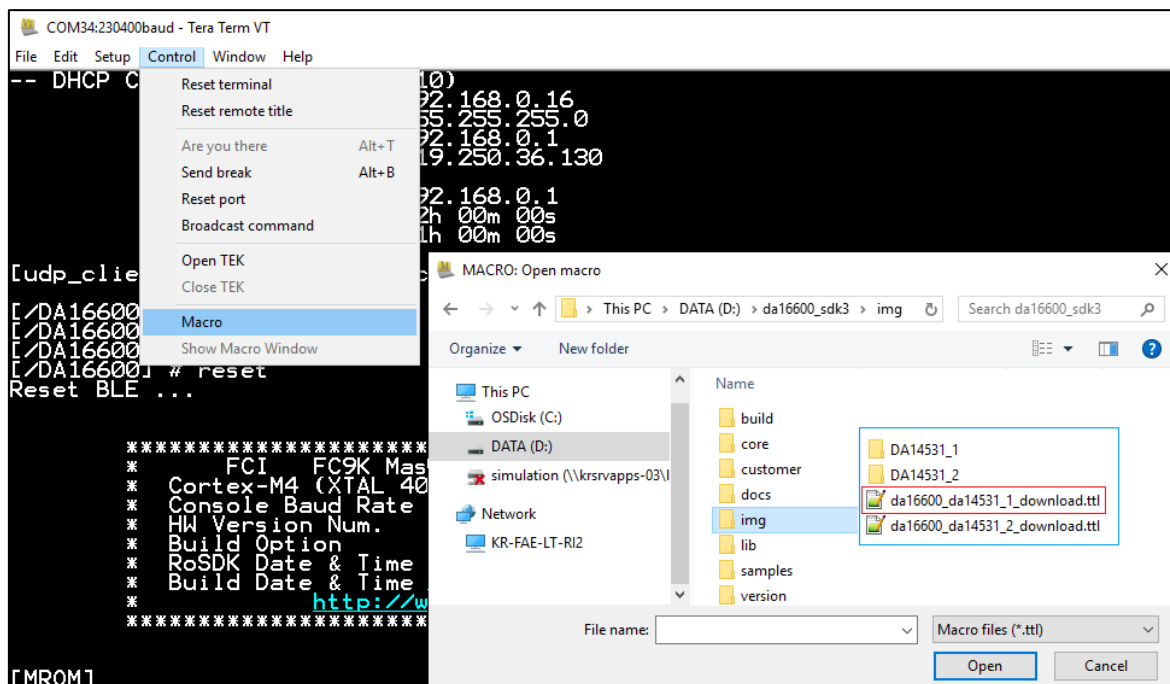 COM34:230400baud - Tera Term VT
File Edit Setup Control Window Help
-- DHCP C
Reset terminal
Reset remote title
Are you there Alt+T
Send break Alt+B
Reset port
Broadcast command
Open TEK
Close TEK
Macro
Show Macro Window
10)
92.168.0.16
55.255.255.0
92.168.0.1
19.250.36.130
92.168.0.1
2h 00m 00s
1h 00m 00s
[udp_clie
[/DA16600
[/DA16600
[/DA16600
[/DA16600] # reset
Reset BLE ...
*************************
* FCI FC9K Mas
* Cortex-M4 (XTAL 40
* Console Baud Rate
* HW Version Num.
* Build Option
* RoSDK Date & Time
* Build Date & Time
* http://w
*************************
[MROM]
MACRO: Open macro
This PC > DATA (D:) > da16600_sdk3 > img
Search da16600_sdk3
Organize
New folder
This PC
OSDisk (C:)
DATA (D:)
simulation (\\krsrvapps-03\I
Network
KR-FAE-LT-RI2
Name
build
core
customer
docs
img
lib
samples
version
DA14531_1
DA14531_2
da16600_da14531_1_download.ttl
da16600_da14531_2_download.ttl
File name:
Macro files (*.ttl)
Open
Cancel